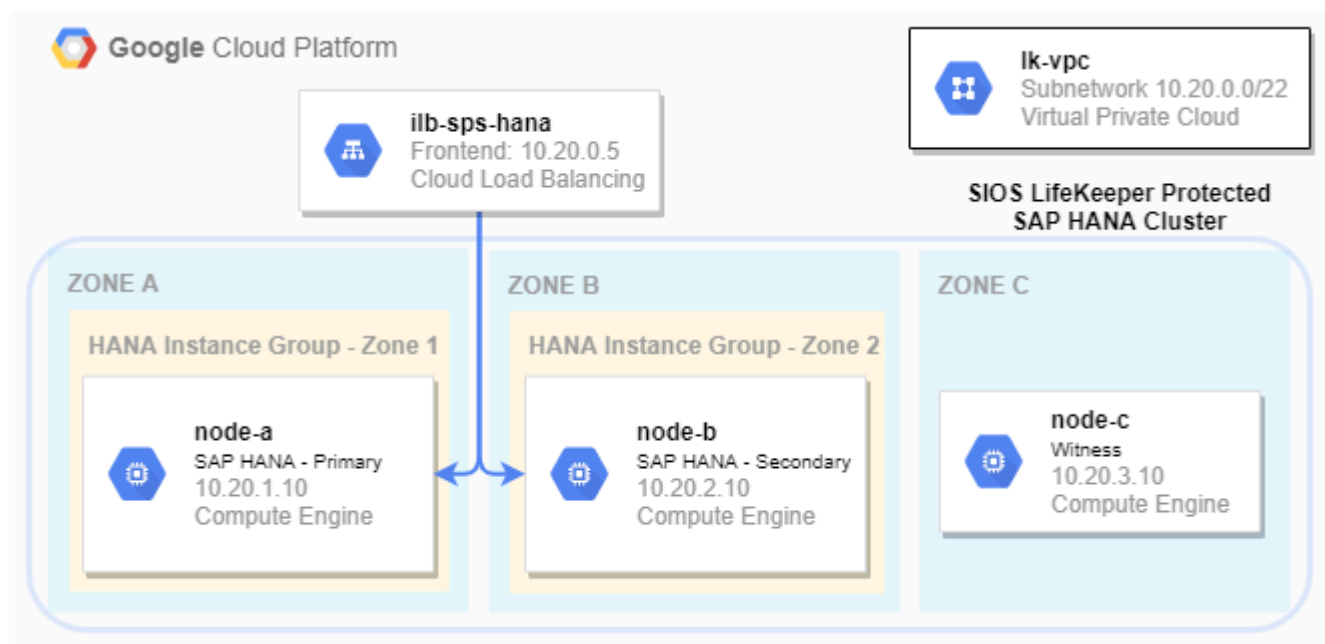 Google Cloud Platform
lk-vpc
Subnetwork 10.20.0.0/22
Virtual Private Cloud
ilb-sps-hana
Frontend: 10.20.0.5
Cloud Load Balancing
SIOS LifeKeeper Protected
SAP HANA Cluster
ZONE A
HANA Instance Group - Zone 1
node-a
SAP HANA - Primary
10.20.1.10
Compute Engine
ZONE B
HANA Instance Group - Zone 2
node-b
SAP HANA - Secondary
10.20.2.10
Compute Engine
ZONE C
node-c
Witness
10.20.3.10
Compute Engine